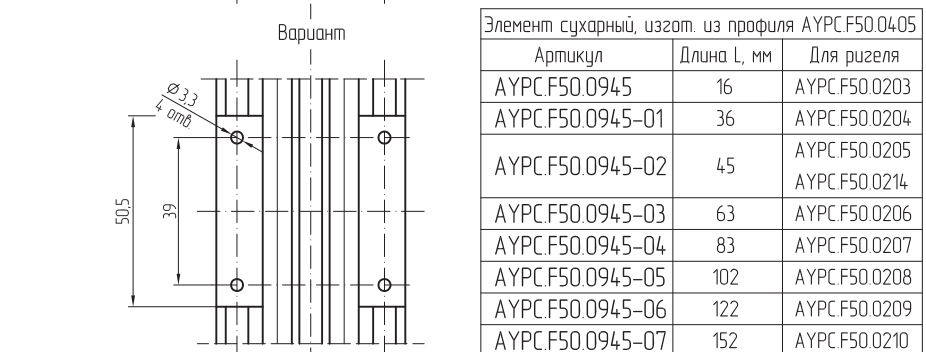 Вариант
⌀3,3
4 отв.
50,5
39
Элемент сухарный, изгот. из профиля AYPC.F50.0405
Артикул Длина L, мм Для ригеля
AYPC.F50.0945 16 AYPC.F50.0203
AYPC.F50.0945-01 36 AYPC.F50.0204
AYPC.F50.0945-02 45 AYPC.F50.0205
AYPC.F50.0214
AYPC.F50.0945-03 63 AYPC.F50.0206
AYPC.F50.0945-04 83 AYPC.F50.0207
AYPC.F50.0945-05 102 AYPC.F50.0208
AYPC.F50.0945-06 122 AYPC.F50.0209
AYPC.F50.0945-07 152 AYPC.F50.0210